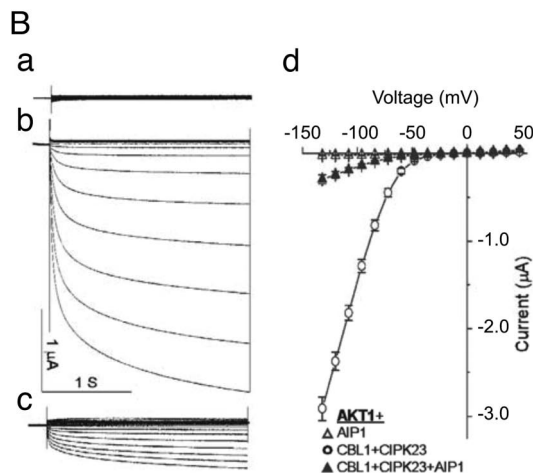 B
a
b
1 μA
1 S
c
d
Voltage (mV)
-150 -100 -50 0 50
-1.0
-2.0
-3.0
Current (μA)
AKT1+
AIP1
CBL1+CIPK23
CBL1+CIPK23+AIP1